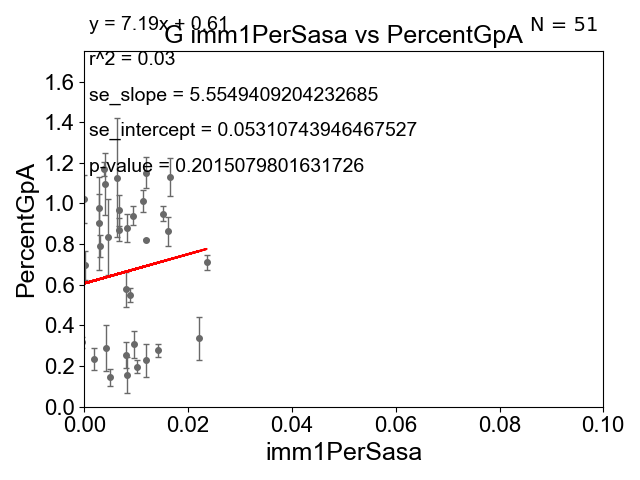 y = 7.19x + 0.61
N = 51
G imm1PerSasa vs PercentGpA
r^2 = 0.03
se_slope = 5.5549409204232685
se_intercept = 0.05310743946467527
p-value = 0.2015079801631726
PercentGpA
1.6
1.4
1.2
1.0
0.8
0.6
0.4
0.2
0.0
0.00
0.02
0.04
0.06
0.08
0.10
imm1PerSasa